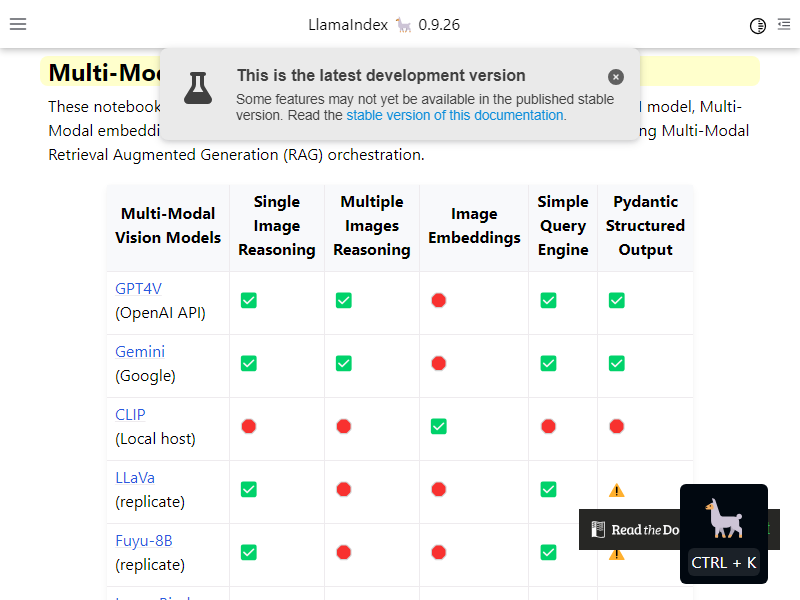 LlamaIndex 🦙 0.9.26
This is the latest development version
Some features may not yet be available in the published stable
version. Read the stable version of this documentation.
Multi-Mo
These notebook model, Multi-
Modal embeddi ng Multi-Modal
Retrieval Augmented Generation (RAG) orchestration.
Multi-Modal
Vision Models
Single
Image
Reasoning
Multiple
Images
Reasoning
Image
Embeddings
Simple
Query
Engine
Pydantic
Structured
Output
GPT4V
(OpenAI API)
Gemini
(Google)
CLIP
(Local host)
LLaVa
(replicate)
Fuyu-8B
(replicate)
Read the Do
CTRL + K